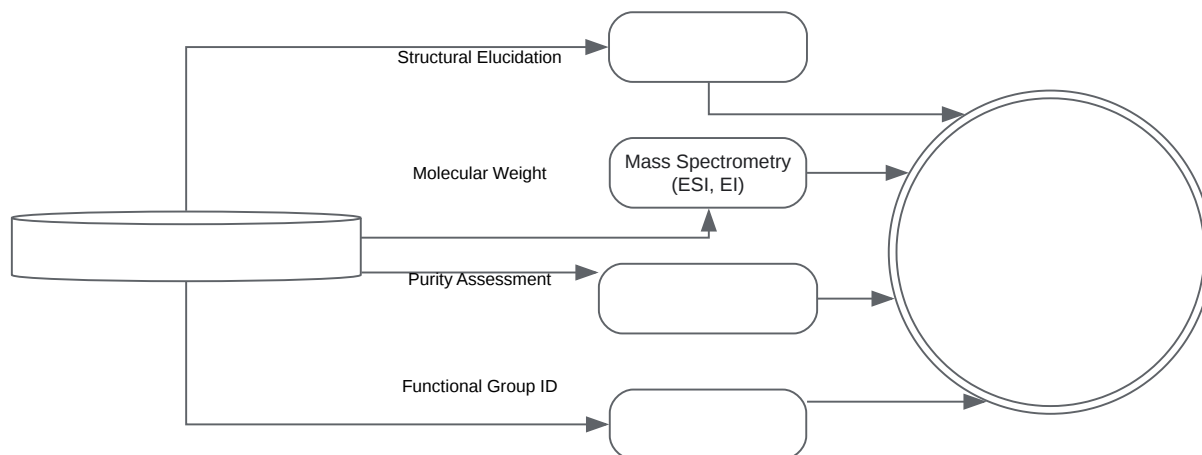 Structural Elucidation
Mass Spectrometry
(ESI, EI)
Molecular Weight
Purity Assessment
Functional Group ID